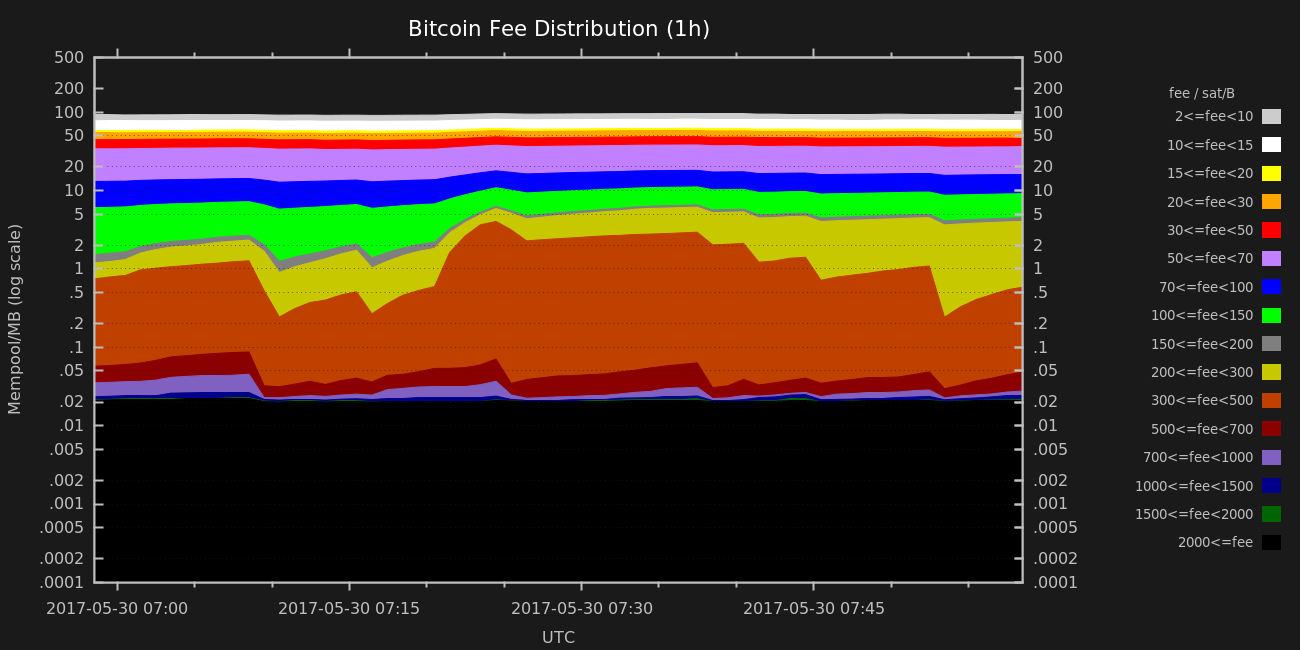 Bitcoin Fee Distribution (1h)
500 500
200 200
100 100
50 50
20 20
10 10
5 5
2 2
1 1
.5 .5
.2 .2
.1 .1
.05 .05
.02 .02
.01 .01
.005 .005
.002 .002
.001 .001
.0005 .0005
.0002 .0002
.0001 .0001
Mempool/MB (log scale)
2017-05-30 07:00 2017-05-30 07:15 2017-05-30 07:30 2017-05-30 07:45
UTC
fee / sat/B
2<=fee<10
10<=fee<15
15<=fee<20
20<=fee<30
30<=fee<50
50<=fee<70
70<=fee<100
100<=fee<150
150<=fee<200
200<=fee<300
300<=fee<500
500<=fee<700
700<=fee<1000
1000<=fee<1500
1500<=fee<2000
2000<=fee